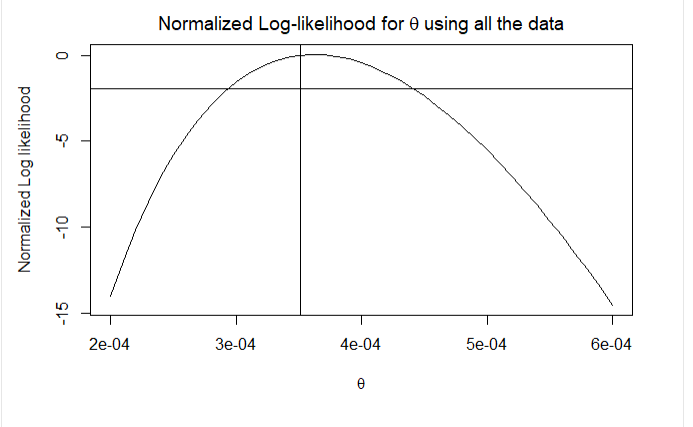 Normalized Log-likelihood for θ using all the data
Normalized Log likelihood
0
-5
-10
-15
2e-04 3e-04 4e-04 5e-04 6e-04
θ